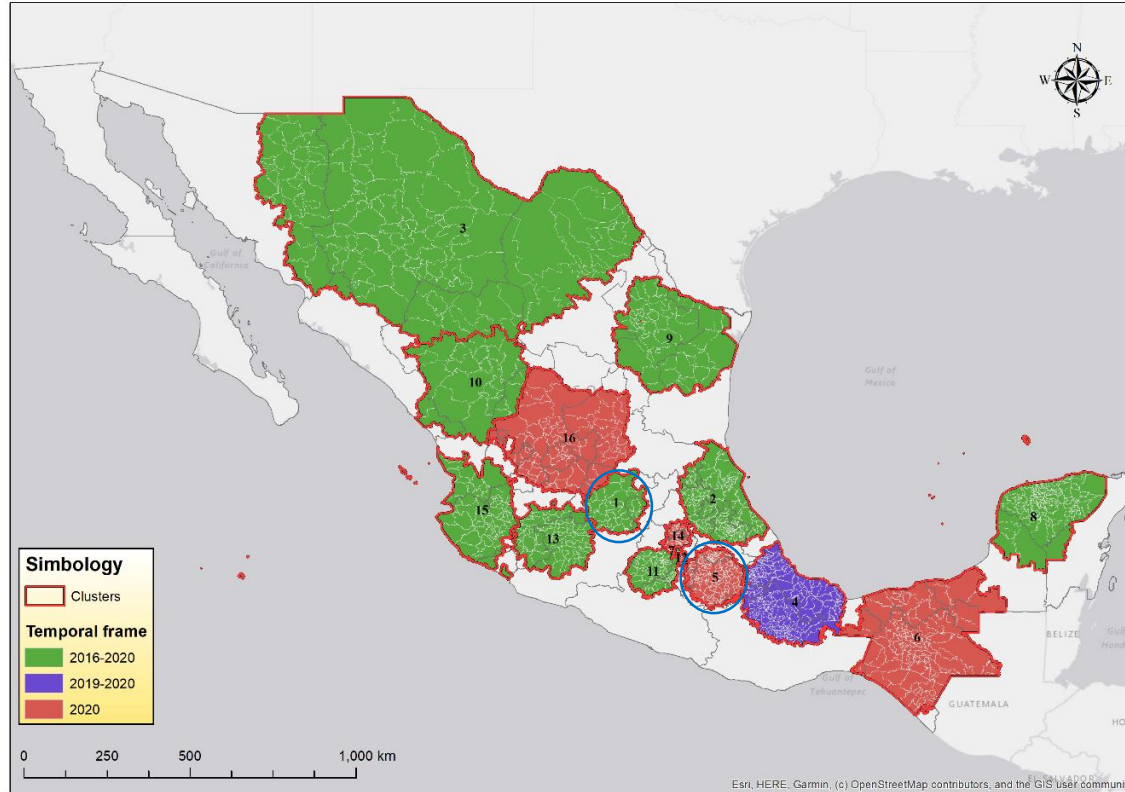 N
W E
S
Gulf of
California
3
9
10
16
Gulf of
Mexico
1
2
15
13
14
7
11
5
4
8
6
BELIZE
Gulf of
Tehuantepec
GUATEMALA
Simbology
Clusters
Temporal frame
2016-2020
2019-2020
2020
0 250 500 1,000 km
EL SALVADOR
Esri, HERE, Garmin, (c) OpenStreetMap contributors, and the GIS user communi